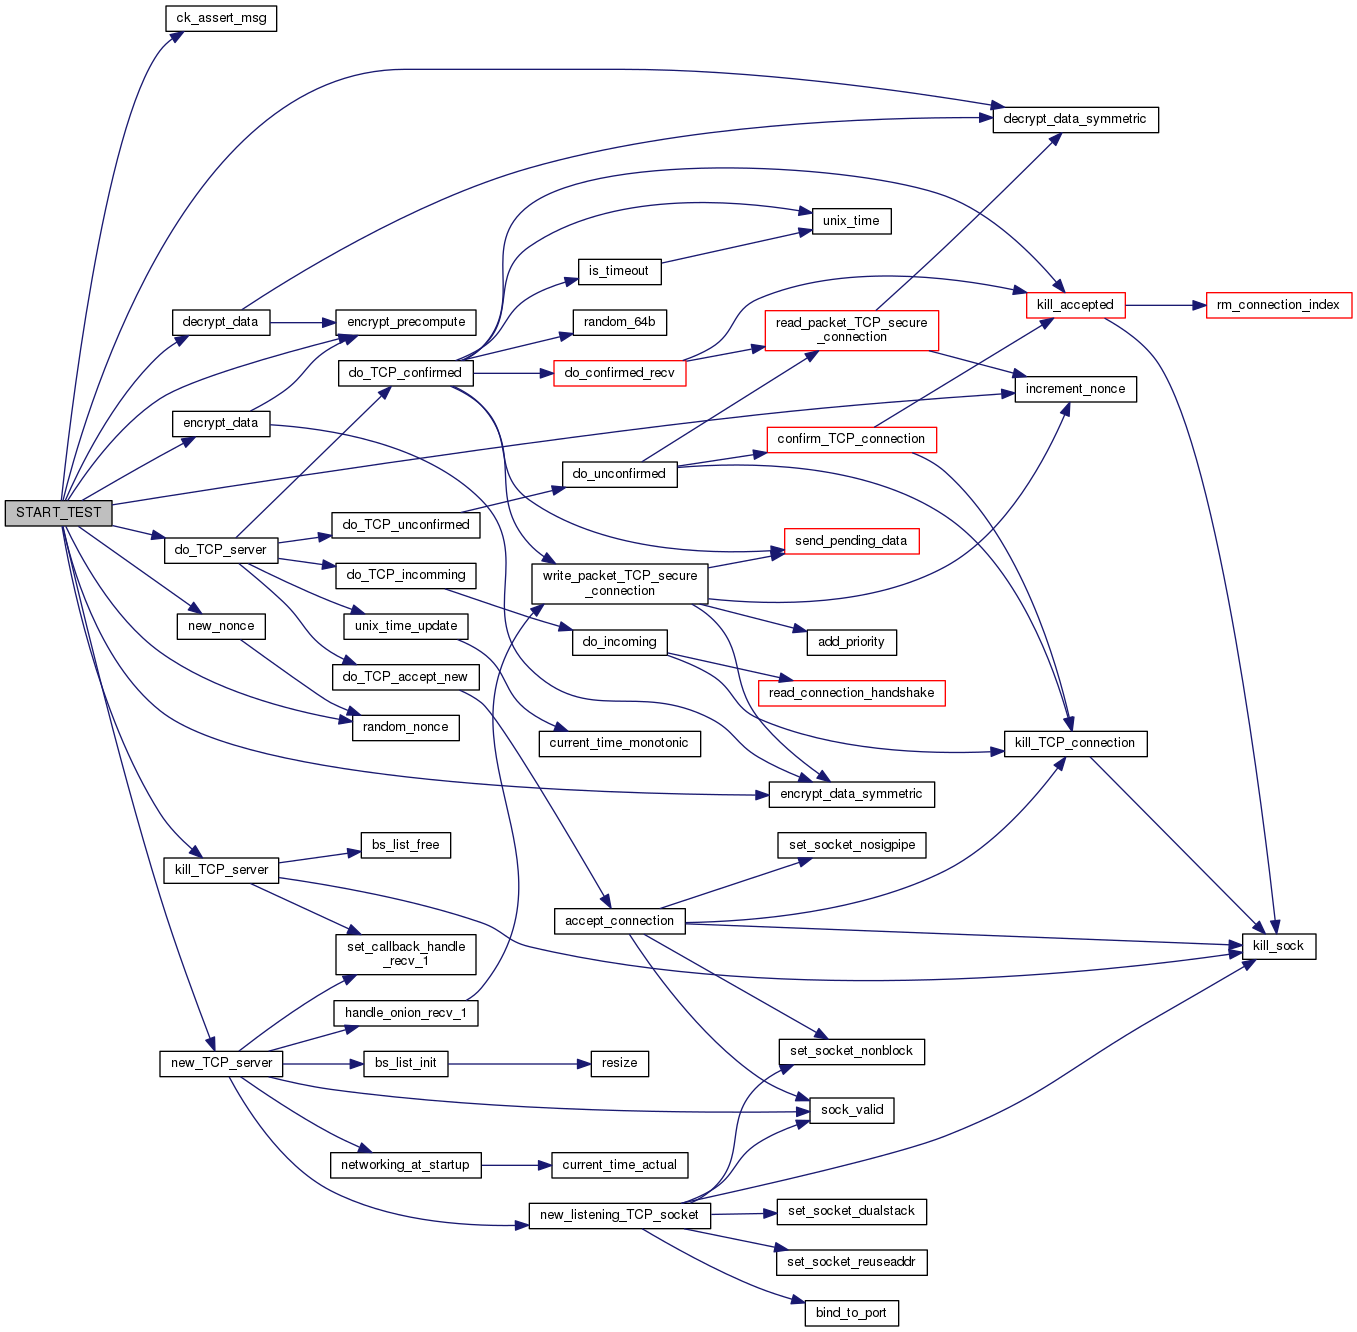 ck_assert_msg
decrypt_data_symmetric
unix_time
is_timeout
kill_accepted
rm_connection_index
decrypt_data
encrypt_precompute
random_64b
read_packet_TCP_secure
_connection
do_TCP_confirmed
do_confirmed_recv
increment_nonce
encrypt_data
confirm_TCP_connection
do_unconfirmed
START_TEST
do_TCP_unconfirmed
do_TCP_server
send_pending_data
do_TCP_incomming
write_packet_TCP_secure
_connection
new_nonce
unix_time_update
do_incoming
add_priority
do_TCP_accept_new
read_connection_handshake
random_nonce
current_time_monotonic
kill_TCP_connection
encrypt_data_symmetric
bs_list_free
set_socket_nosigpipe
kill_TCP_server
accept_connection
set_callback_handle
_recv_1
kill_sock
handle_onion_recv_1
set_socket_nonblock
new_TCP_server
bs_list_init
resize
sock_valid
networking_at_startup
current_time_actual
new_listening_TCP_socket
set_socket_dualstack
set_socket_reuseaddr
bind_to_port